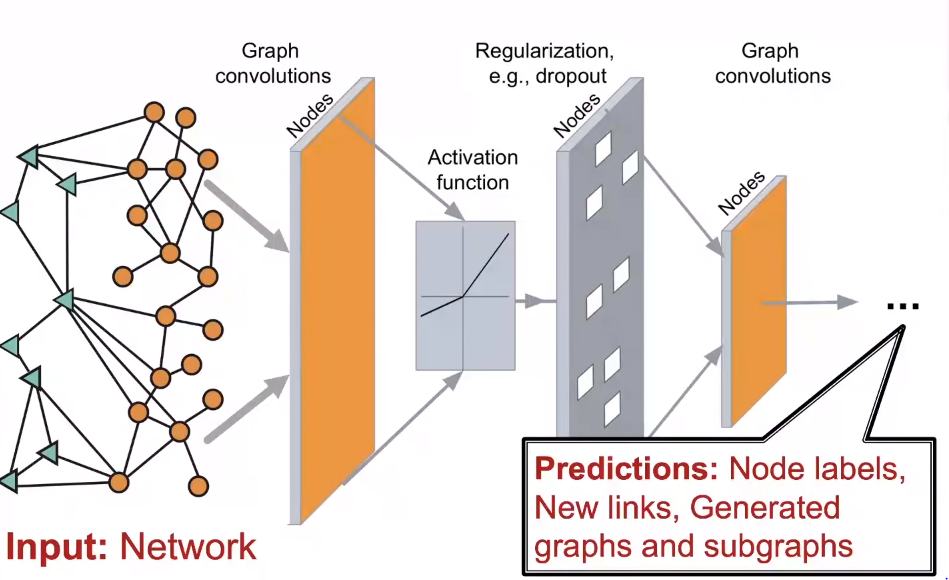 Graph
convolutions
Regularization,
e.g., dropout
Graph
convolutions
Nodes
Nodes
Activation
function
Nodes
...
Predictions: Node labels,
New links, Generated
graphs and subgraphs
Input: Network